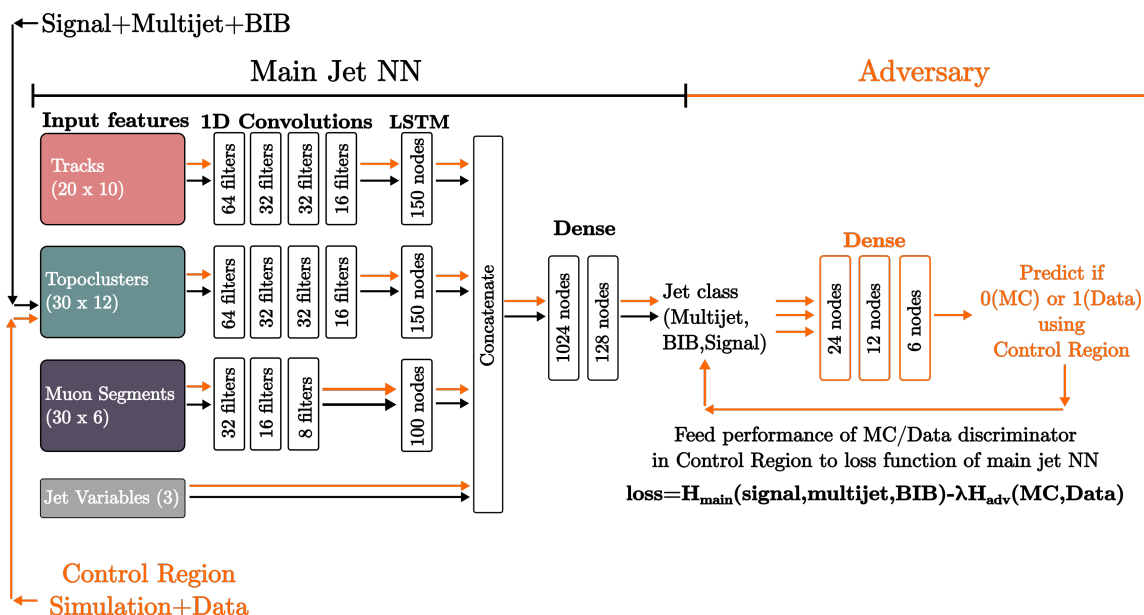 Signal+Multijet+BIB
Main Jet NN
Adversary
Input features
1D Convolutions
LSTM
Tracks
(20 x 10)
64 filters
32 filters
32 filters
16 filters
150 nodes
Topoclusters
(30 x 12)
64 filters
32 filters
32 filters
16 filters
150 nodes
Muon Segments
(30 x 6)
32 filters
16 filters
8 filters
100 nodes
Jet Variables (3)
Concatenate
Dense
1024 nodes
128 nodes
Jet class
(Multijet,
BIB,Signal)
Dense
24 nodes
12 nodes
6 nodes
Predict if
0(MC) or 1(Data)
using
Control Region
Feed performance of MC/Data discriminator
in Control Region to loss function of main jet NN
loss=H_main(signal,multijet,BIB)-λH_adv(MC,Data)
Control Region
Simulation+Data